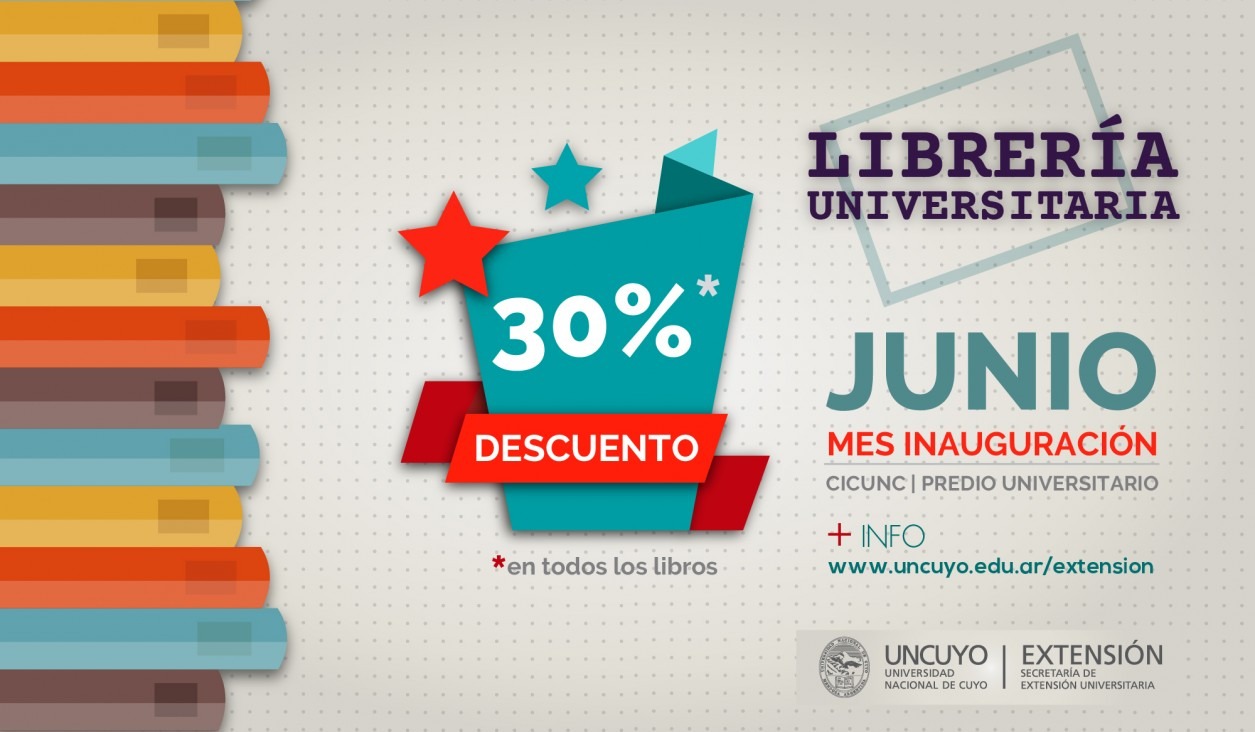 LIBRERÍA
UNIVERSITARIA
30%*
DESCUENTO
*en todos los libros
JUNIO
MES INAUGURACIÓN
CICUNC | PREDIO UNIVERSITARIO
+ INFO
www.uncuyo.edu.ar/extension
UNCUYO
UNIVERSIDAD
NACIONAL DE CUYO
EXTENSIÓN
SECRETARÍA DE
EXTENSIÓN UNIVERSITARIA